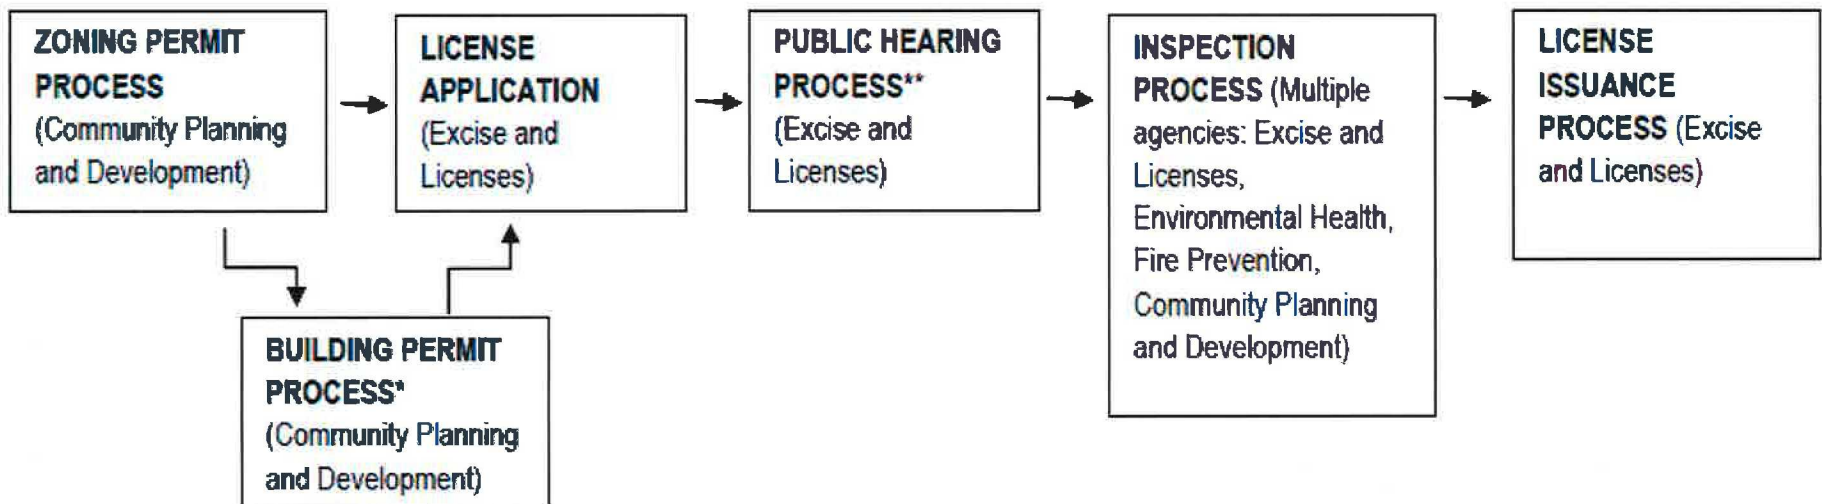 ZONING PERMIT
PROCESS
(Community Planning
and Development)
LICENSE
APPLICATION
(Excise and
Licenses)
PUBLIC HEARING
PROCESS**
(Excise and
Licenses)
INSPECTION
PROCESS (Multiple
agencies: Excise and
Licenses,
Environmental Health,
Fire Prevention,
Community Planning
and Development)
LICENSE
ISSUANCE
PROCESS (Excise
and Licenses)
BUILDING PERMIT
PROCESS*
(Community Planning
and Development)